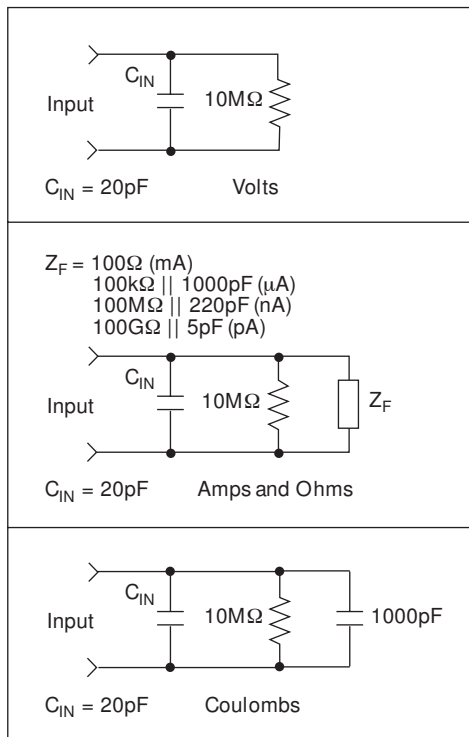 C_IN
10MΩ
Input
C_IN = 20pF Volts
Z_F = 100Ω (mA)
100kΩ || 1000pF (μA)
100MΩ || 220pF (nA)
100GΩ || 5pF (pA)
C_IN
10MΩ
Z_F
Input
C_IN = 20pF Amps and Ohms
C_IN
10MΩ
1000pF
Input
C_IN = 20pF Coulombs